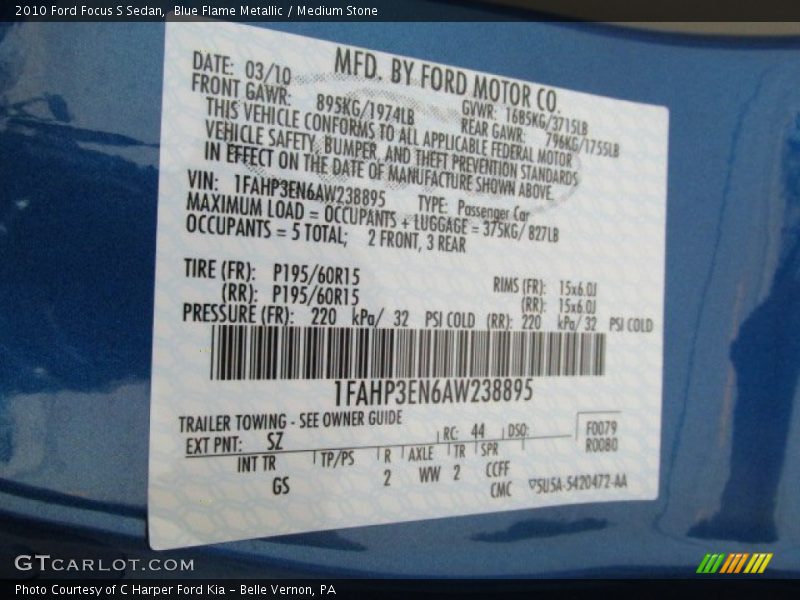 2010 Ford Focus S Sedan, Blue Flame Metallic / Medium Stone
MFD. BY FORD MOTOR CO.
DATE: 03/10 GVWR: 1685KG/3715LB
FRONT GAWR: 895KG/1974LB REAR GAWR: 796KG/1755LB
THIS VEHICLE CONFORMS TO ALL APPLICABLE FEDERAL MOTOR
VEHICLE SAFETY, BUMPER, AND THEFT PREVENTION STANDARDS
IN EFFECT ON THE DATE OF MANUFACTURE SHOWN ABOVE.
VIN: 1FAHP3EN6AW238895 TYPE: Passenger Car
MAXIMUM LOAD = OCCUPANTS + LUGGAGE = 375KG/ 827LB
OCCUPANTS = 5 TOTAL; 2 FRONT, 3 REAR
TIRE (FR): P195/60R15 RIMS (FR): 15x6.0J
(RR): P195/60R15 (RR): 15x6.0J
PRESSURE (FR): 220 kPa/ 32 PSI COLD (RR): 220 kPa/ 32 PSI COLD
1FAHP3EN6AW238895
TRAILER TOWING - SEE OWNER GUIDE
EXT PNT: SZ RC: 44 DSO: F0079
R0080
INT TR TP/PS R AXLE TR SPR
GS 2 WW 2 CCFF
CMC 5U5A-5420472-AA
GTCARLOT.COM
Photo Courtesy of C Harper Ford Kia – Belle Vernon, PA